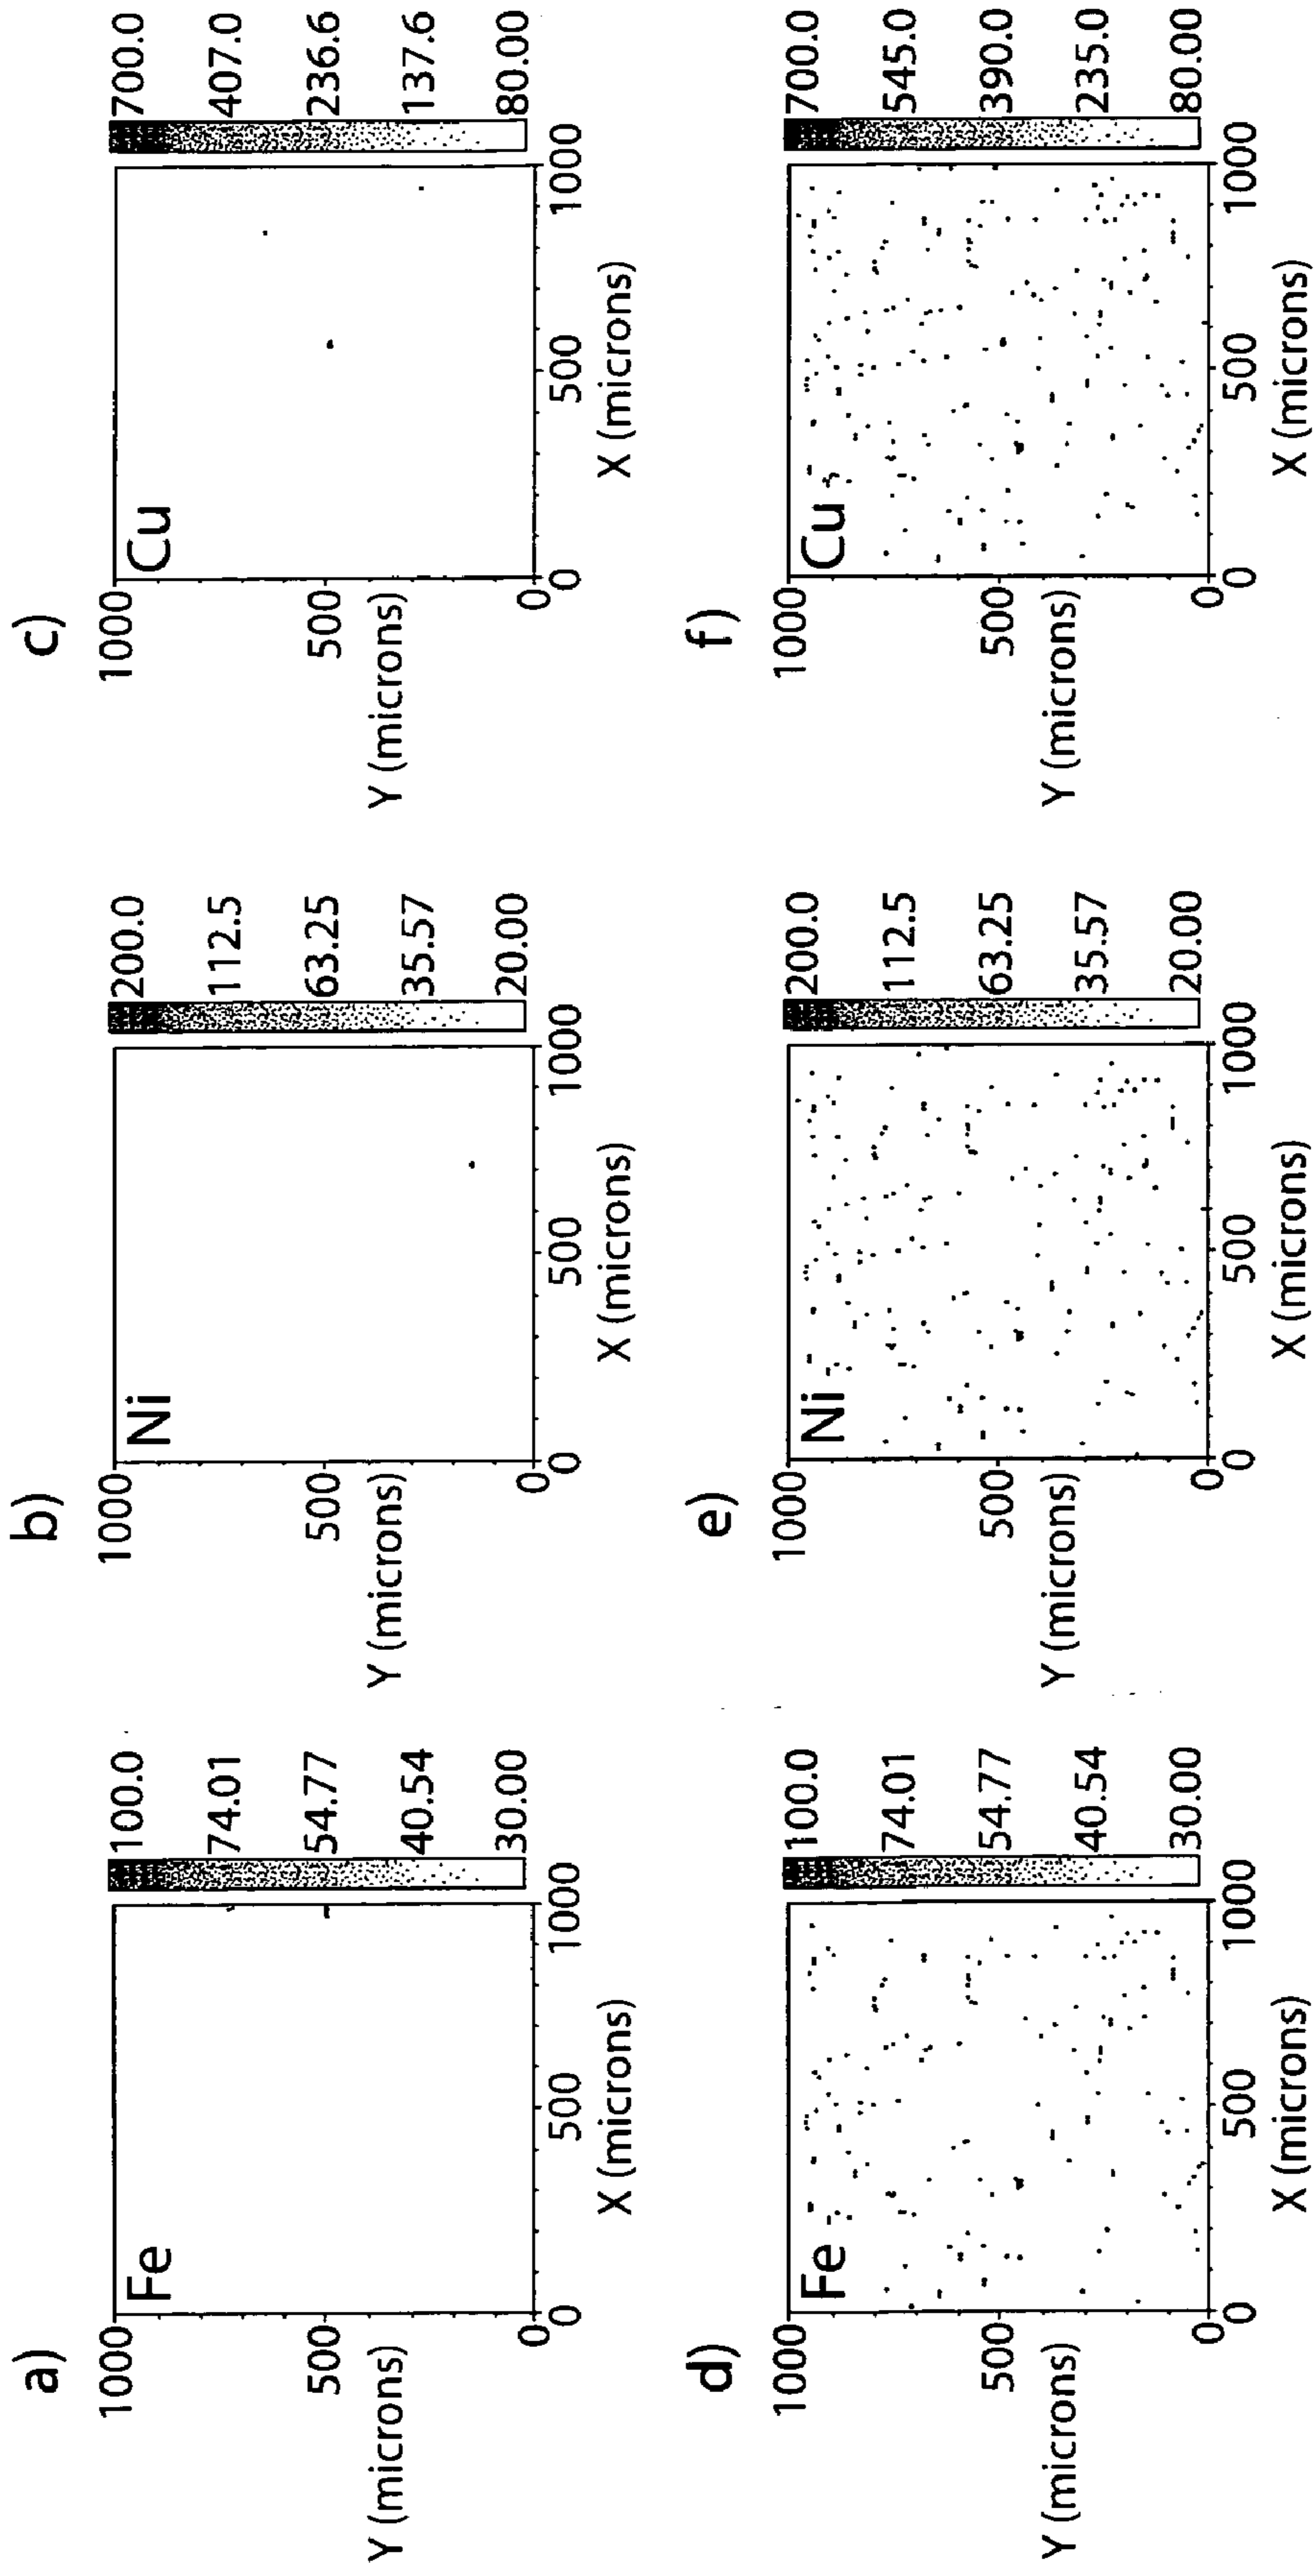 a)
Fe
1000
500
0
Y (microns)
0
500
1000
X (microns)
100.0
74.01
54.77
40.54
30.00
b)
Ni
1000
500
0
Y (microns)
0
500
1000
X (microns)
200.0
112.5
63.25
35.57
20.00
c)
Cu
1000
500
0
Y (microns)
0
500
1000
X (microns)
700.0
407.0
236.6
137.6
80.00
d)
Fe
1000
500
0
Y (microns)
0
500
1000
X (microns)
100.0
74.01
54.77
40.54
30.00
e)
Ni
1000
500
0
Y (microns)
0
500
1000
X (microns)
200.0
112.5
63.25
35.57
20.00
f)
Cu
1000
500
0
Y (microns)
0
500
1000
X (microns)
700.0
545.0
390.0
235.0
80.00